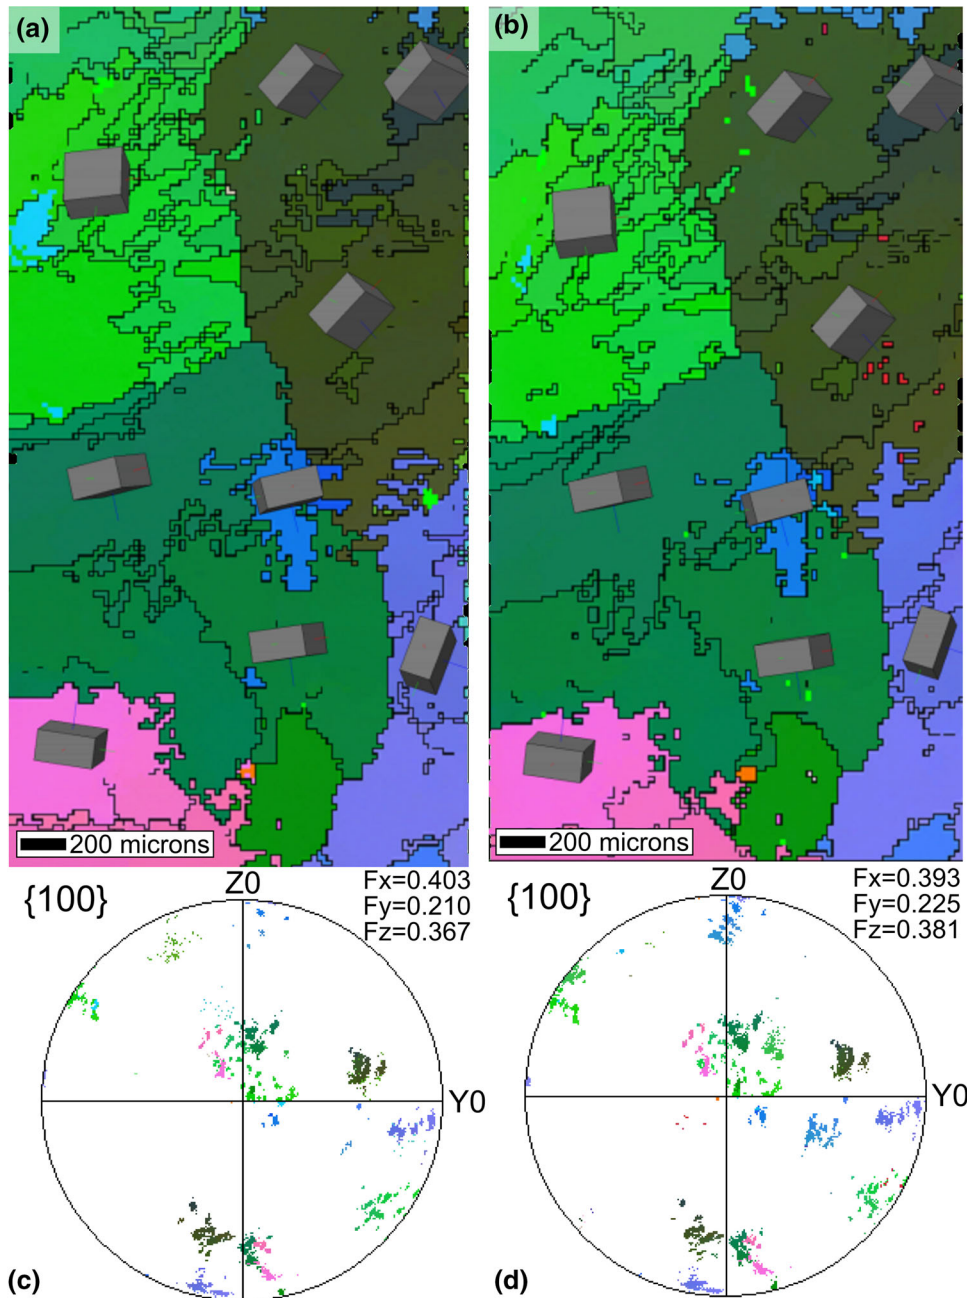 (a)
(b)
200 microns
200 microns
{100}
Z0
Fx=0.403
Fy=0.210
Fz=0.367
Y0
(c)
{100}
Z0
Fx=0.393
Fy=0.225
Fz=0.381
Y0
(d)